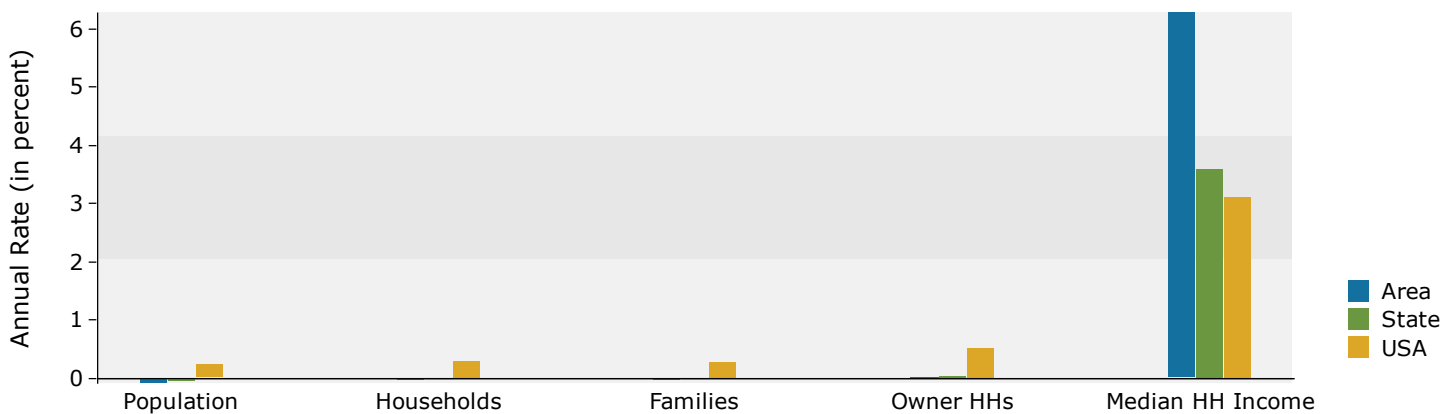 Annual Rate (in percent)
6
5
4
3
2
1
0
Population
Households
Families
Owner HHs
Median HH Income
Area
State
USA